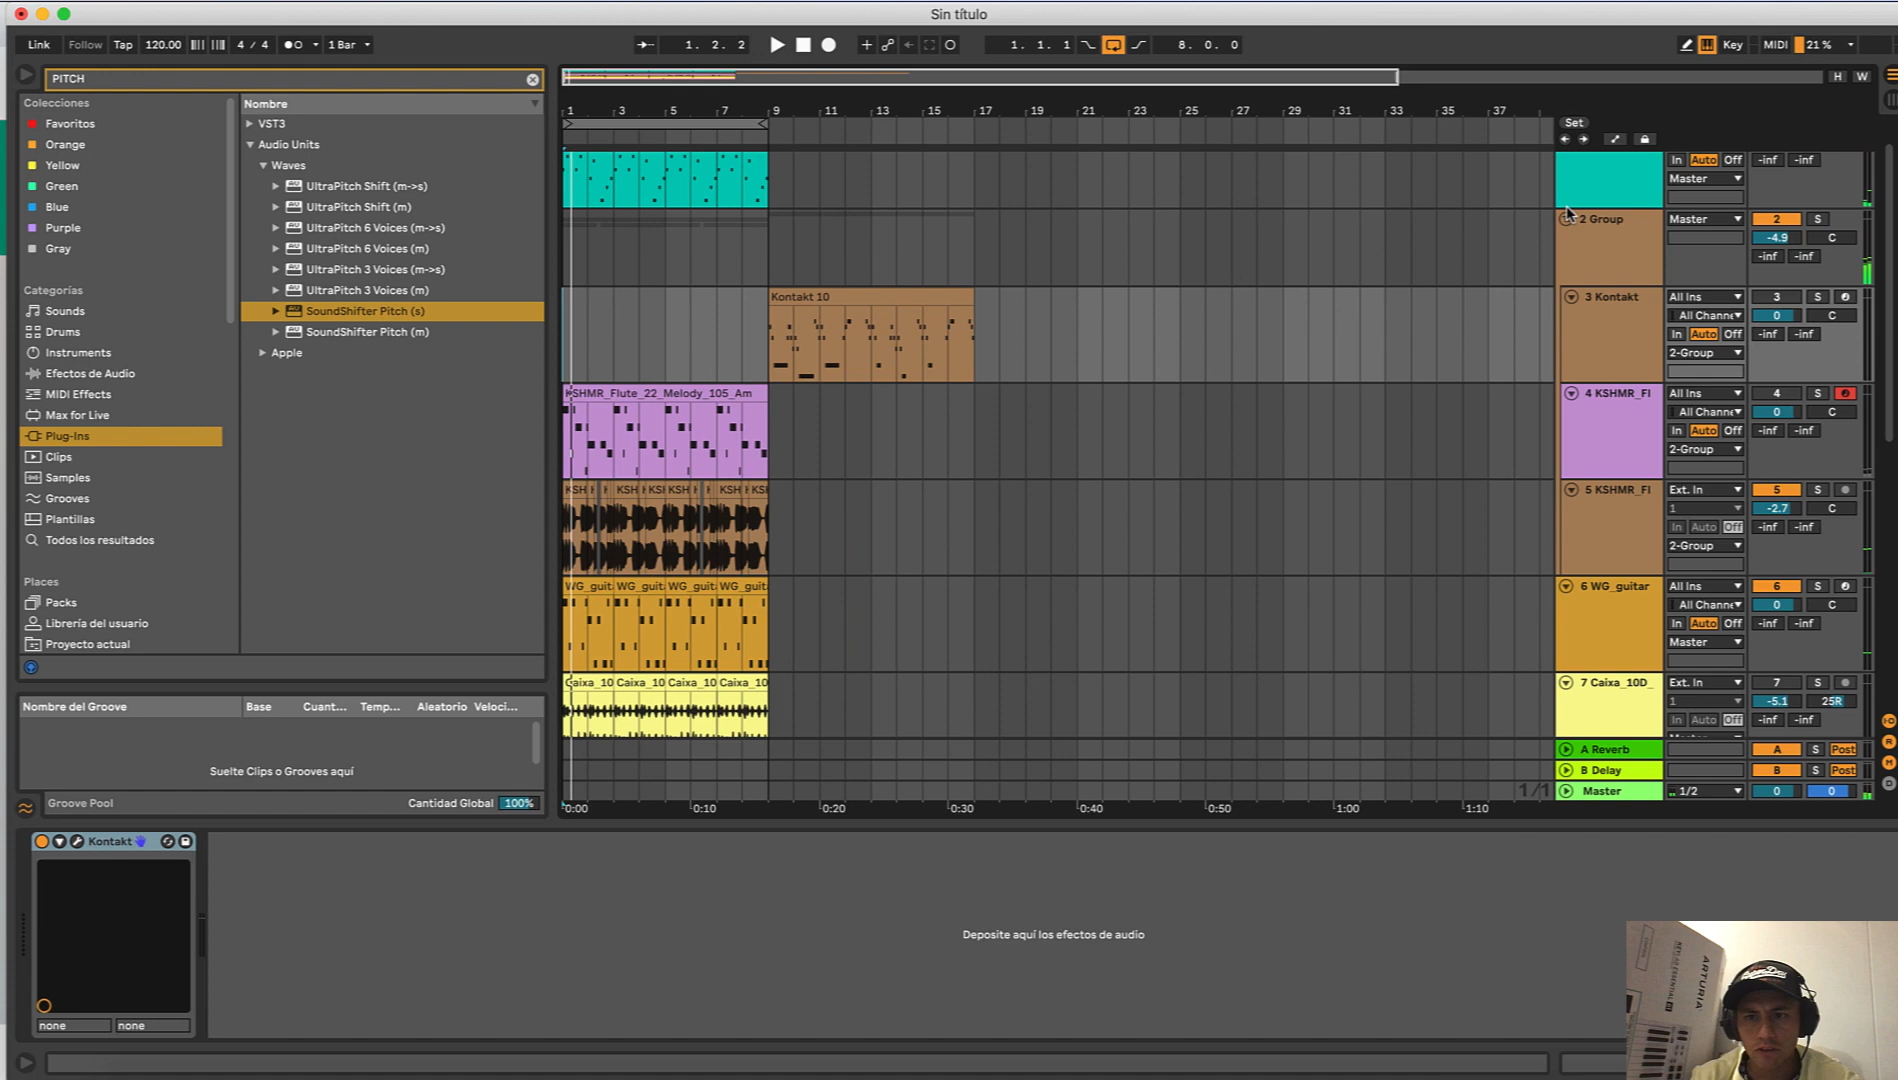 Sin título
Link Follow Tap 120.00 4 / 4 1 Bar 1. 2. 2 1. 1. 1 8. 0. 0 Key MIDI 21 %
PITCH
H W
Colecciones
Favoritos
Orange
Yellow
Green
Blue
Purple
Gray
Categorías
Sounds
Drums
Instruments
Efectos de Audio
MIDI Effects
Max for Live
Plug-Ins
Clips
Samples
Grooves
Plantillas
Todos los resultados
Places
Packs
Librería del usuario
Proyecto actual
Nombre
VST3
Audio Units
Waves
UltraPitch Shift (m->s)
UltraPitch Shift (m)
UltraPitch 6 Voices (m->s)
UltraPitch 6 Voices (m)
UltraPitch 3 Voices (m->s)
UltraPitch 3 Voices (m)
SoundShifter Pitch (s)
SoundShifter Pitch (m)
Apple
Nombre del Groove Base Cuant... Temp... Aleatorio Veloci...
Suelte Clips o Grooves aquí
Groove Pool Cantidad Global 100%
1 3 5 7 9 11 13 15 17 19 21 23 25 27 29 31 33 35 37
Set
In Auto Off -inf -inf
Master
2 Group Master 2 S
-4.9 C
-inf -inf
Kontakt 10
3 Kontakt All Ins 3 S
All Channe 0 C
In Auto Off -inf -inf
2-Group
KSHMR_Flute_22_Melody_105_Am
4 KSHMR_Fl All Ins 4 S
All Channe 0 C
In Auto Off -inf -inf
2-Group
KSH KSH KSI KSH KSH KSI
5 KSHMR_Fl Ext. In 5 S
1 -2.7 C
In Auto Off -inf -inf
2-Group
WG_guit WG_guit WG_guit WG_guit
6 WG_guitar All Ins 6 S
All Channe 0 C
In Auto Off -inf -inf
Master
Caixa_10 Caixa_10 Caixa_10 Caixa_10
7 Caixa_10D_ Ext. In 7 S
1 -5.1 25R
In Auto Off -inf -inf
A Reverb A S Post
B Delay B S Post
1/1 Master 1/2 0 0
0:00 0:10 0:20 0:30 0:40 0:50 1:00 1:10
Kontakt
none none
Deposite aquí los efectos de audio
ARTURIA